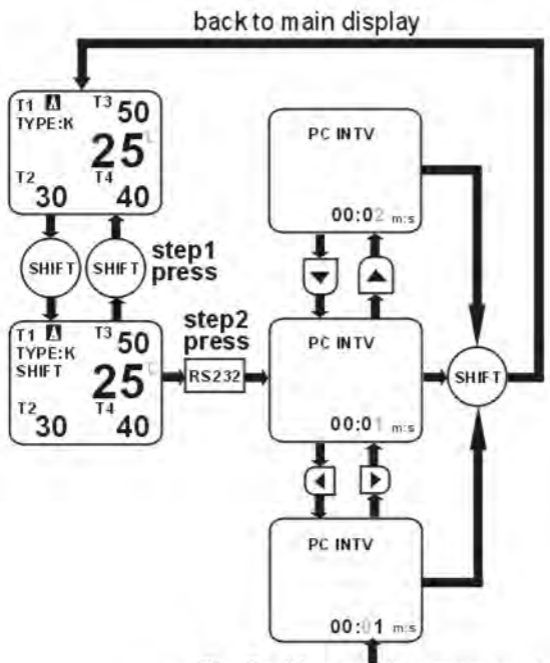 back to main display
T1 A T3 50
TYPE:K
25
T2 T4
30 40
SHIFT SHIFT step1
press
T1 A T3 50
TYPE:K
SHIFT
25
T2 T4
30 40
step2
press
RS232
PC INTV
00:02 m:s
PC INTV
00:01 m:s
SHIFT
PC INTV
00:01 m:s